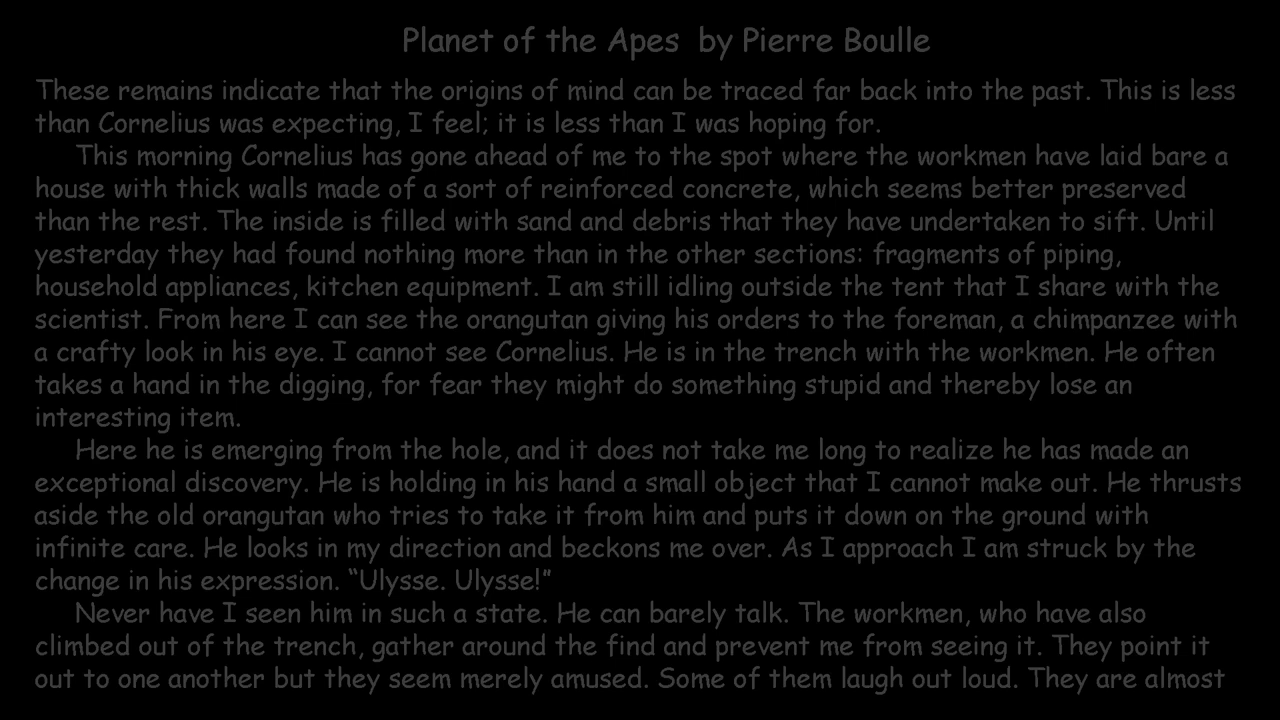 Planet of the Apes  by Pierre Boulle
These remains indicate that the origins of mind can be traced far back into the past. This is less
than Cornelius was expecting, I feel; it is less than I was hoping for.
This morning Cornelius has gone ahead of me to the spot where the workmen have laid bare a
house with thick walls made of a sort of reinforced concrete, which seems better preserved
than the rest. The inside is filled with sand and debris that they have undertaken to sift. Until
yesterday they had found nothing more than in the other sections: fragments of piping,
household appliances, kitchen equipment. I am still idling outside the tent that I share with the
scientist. From here I can see the orangutan giving his orders to the foreman, a chimpanzee with
a crafty look in his eye. I cannot see Cornelius. He is in the trench with the workmen. He often
takes a hand in the digging, for fear they might do something stupid and thereby lose an
interesting item.
Here he is emerging from the hole, and it does not take me long to realize he has made an
exceptional discovery. He is holding in his hand a small object that I cannot make out. He thrusts
aside the old orangutan who tries to take it from him and puts it down on the ground with
infinite care. He looks in my direction and beckons me over. As I approach I am struck by the
change in his expression. “Ulysse. Ulysse!”
Never have I seen him in such a state. He can barely talk. The workmen, who have also
climbed out of the trench, gather around the find and prevent me from seeing it. They point it
out to one another but they seem merely amused. Some of them laugh out loud. They are almost